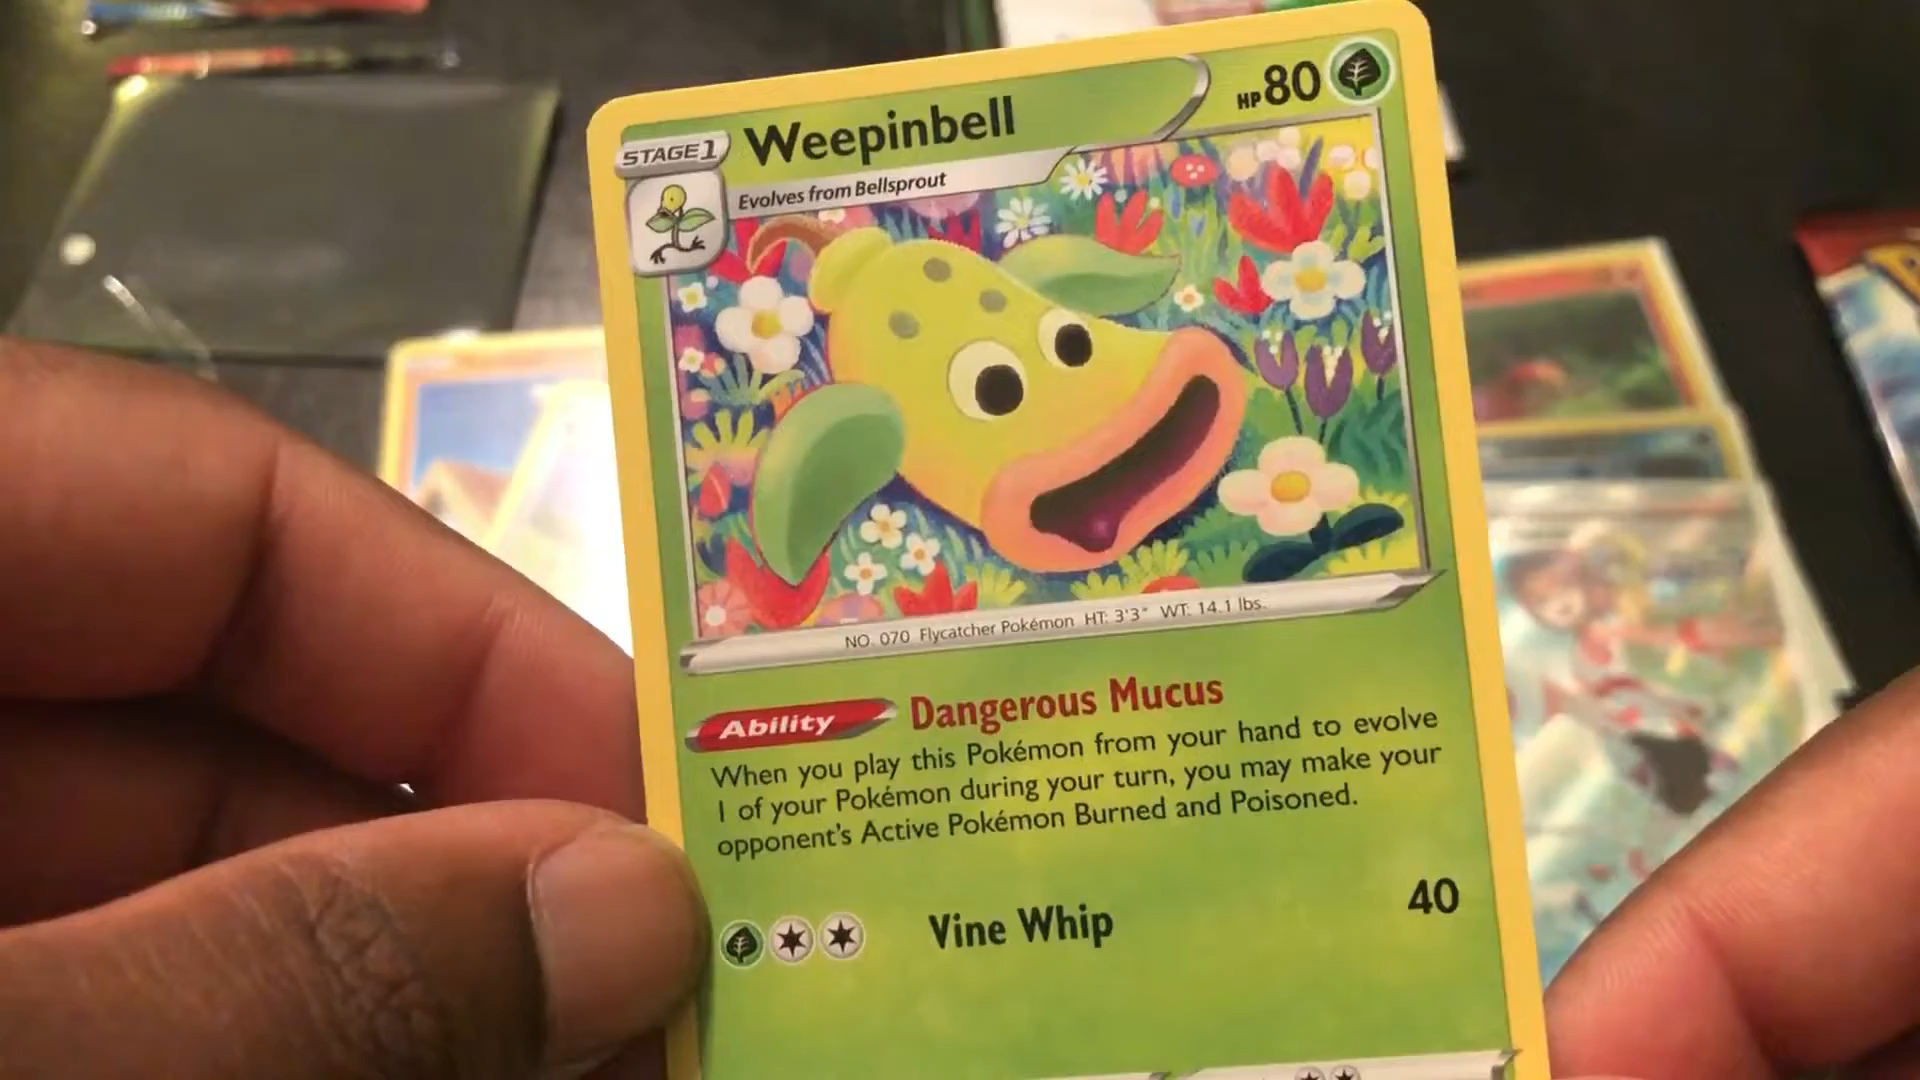 STAGE1
Weepinbell
HP80
Evolves from Bellsprout
NO. 070 Flycatcher Pokémon HT: 3'3" WT: 14.1 lbs.
Ability Dangerous Mucus
When you play this Pokémon from your hand to evolve
1 of your Pokémon during your turn, you may make your
opponent's Active Pokémon Burned and Poisoned.
Vine Whip 40